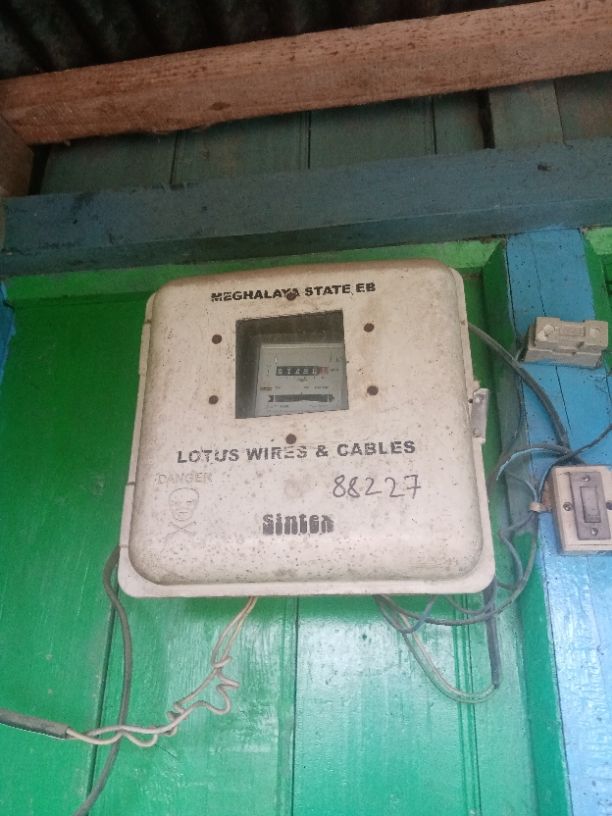 MEGHALAYA STATE EB
LOTUS WIRES & CABLES
DANGER
88227
Sintex